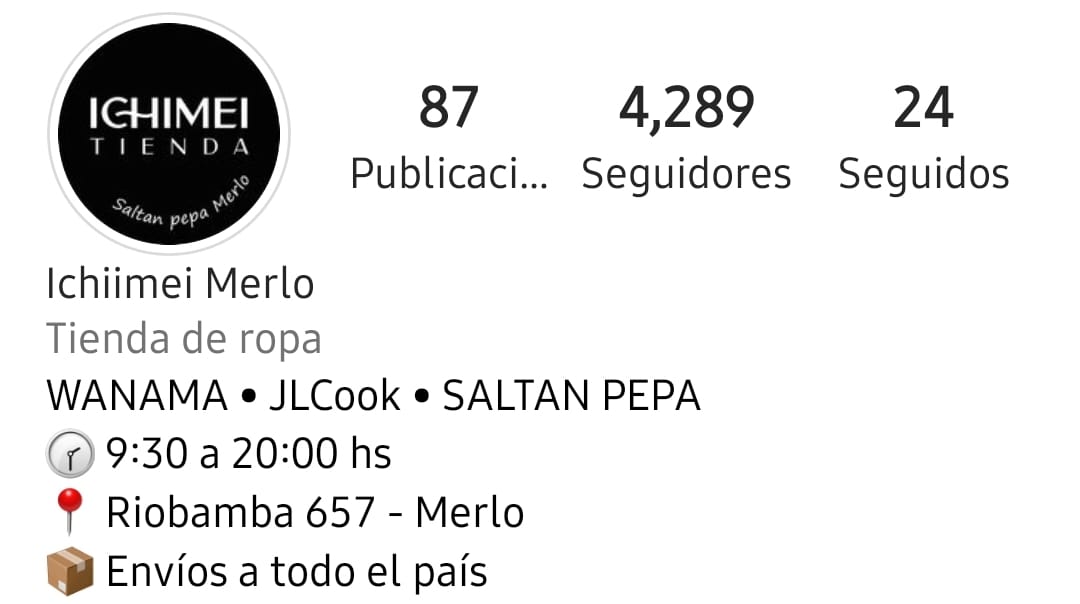 ICHIMEI
TIENDA
Saltan pepa Merlo
87 4,289 24
Publicaci... Seguidores Seguidos
Ichiimei Merlo
Tienda de ropa
WANAMA • JLCook • SALTAN PEPA
9:30 a 20:00 hs
Riobamba 657 - Merlo
Envíos a todo el país